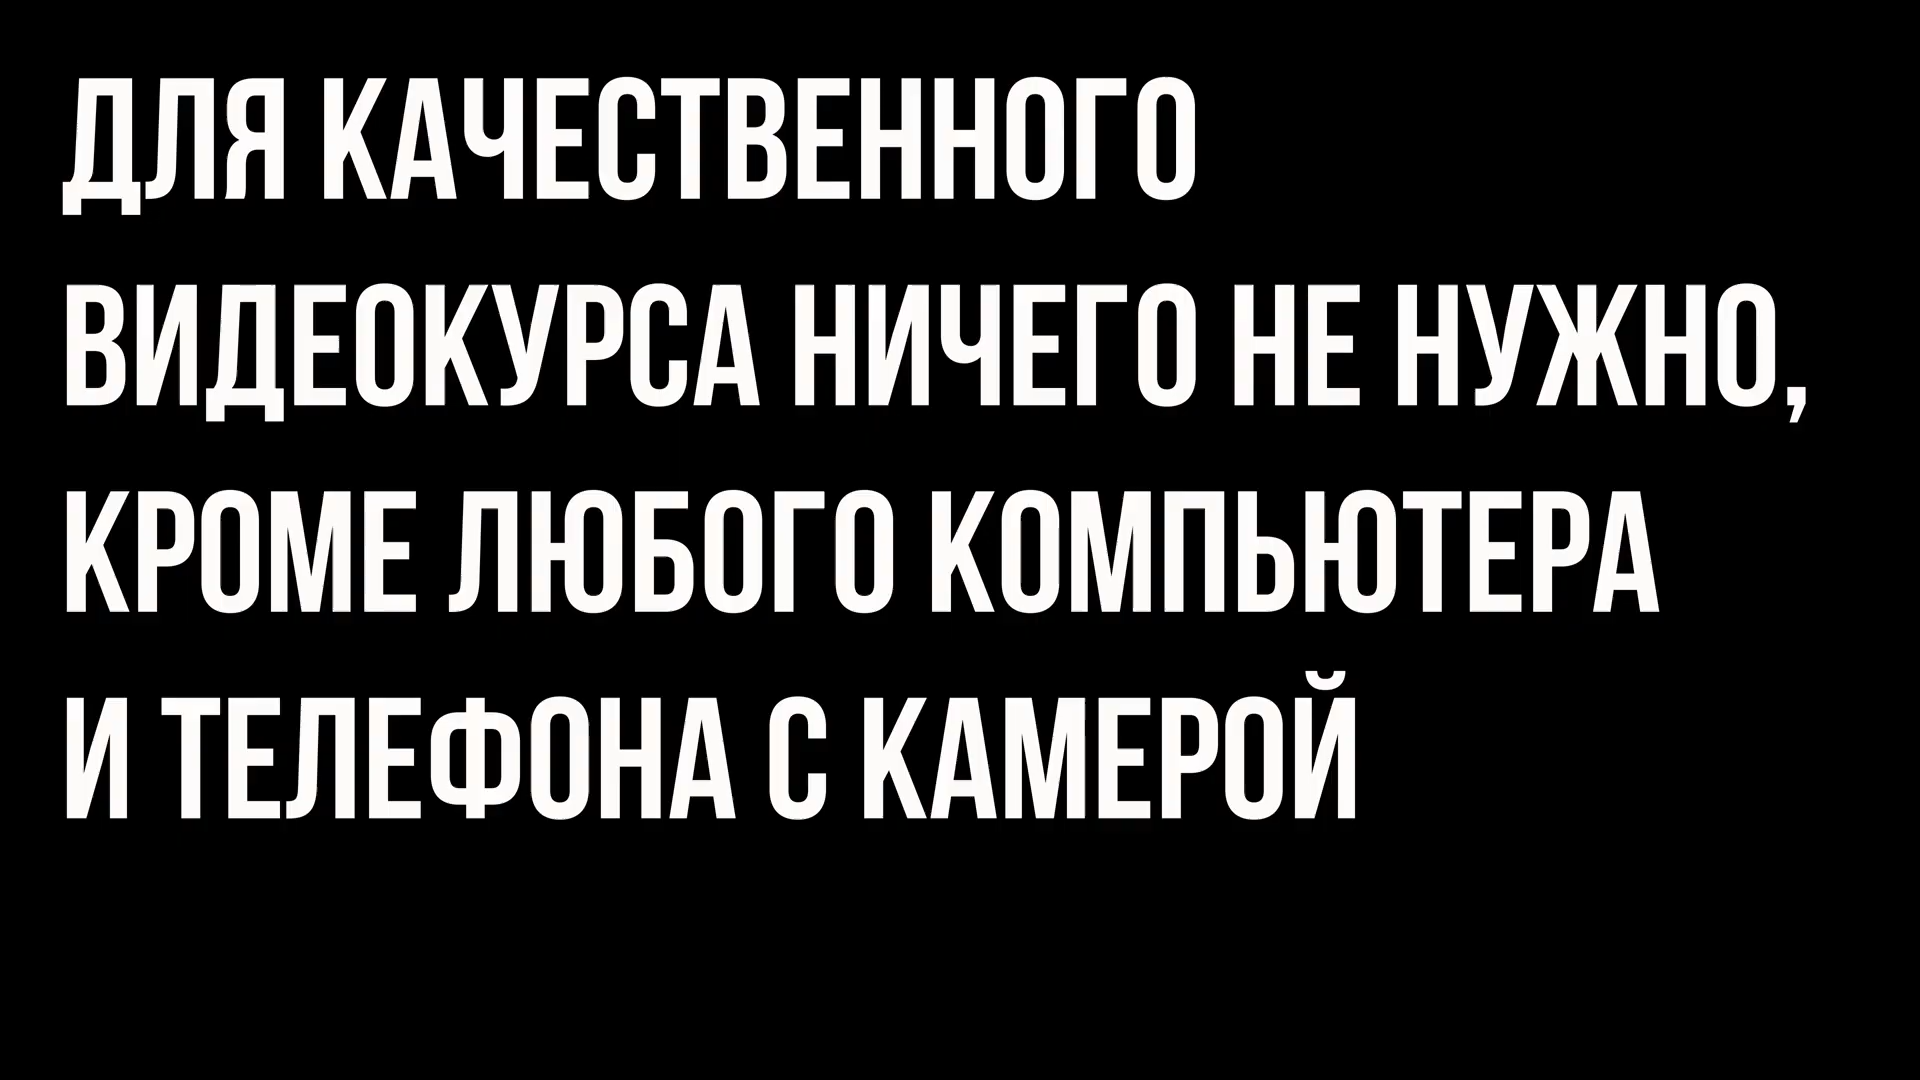 ДЛЯ КАЧЕСТВЕННОГО
ВИДЕОКУРСА НИЧЕГО НЕ НУЖНО,
КРОМЕ ЛЮБОГО КОМПЬЮТЕРА
И ТЕЛЕФОНА С КАМЕРОЙ